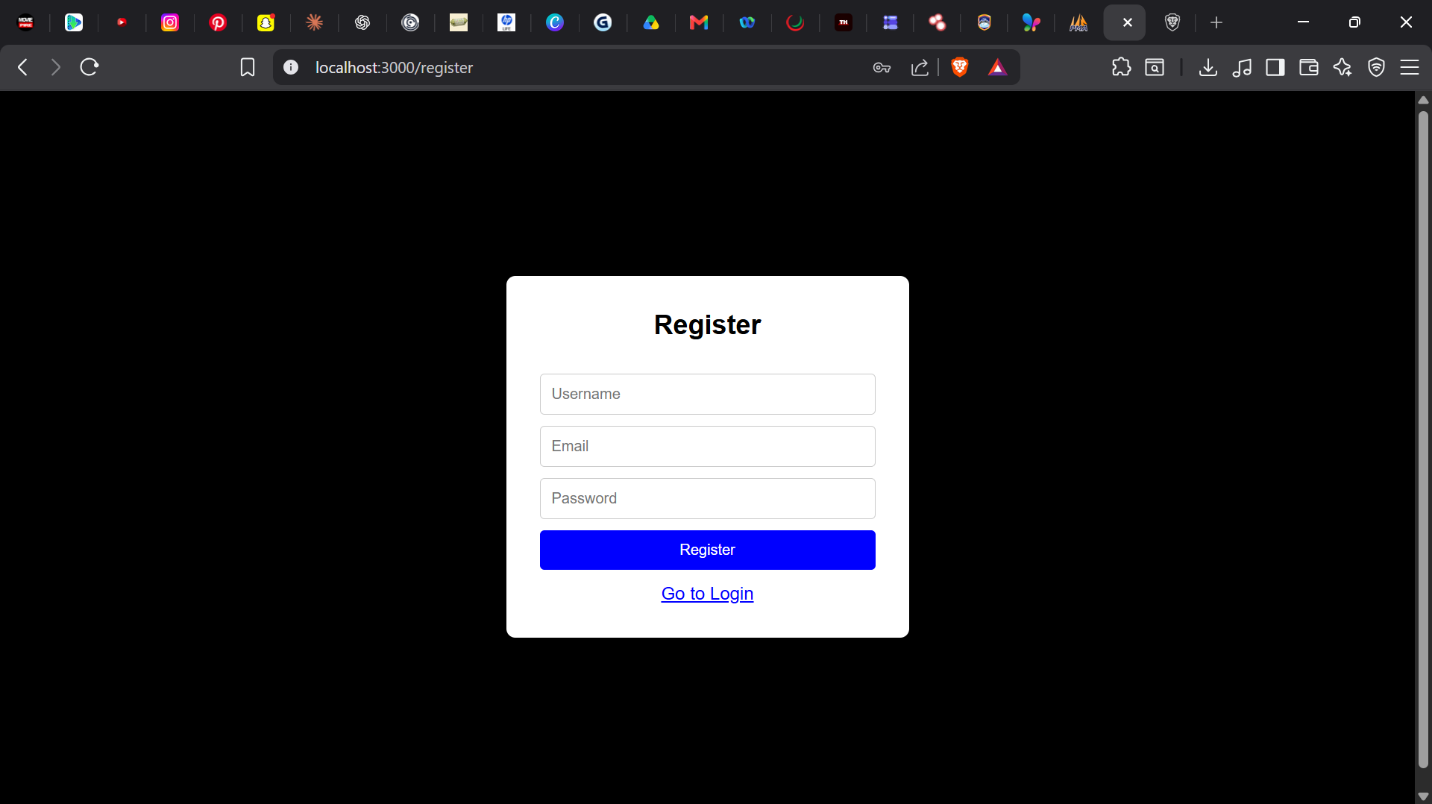 localhost:3000/register
Register
Username
Email
Password
Register
Go to Login